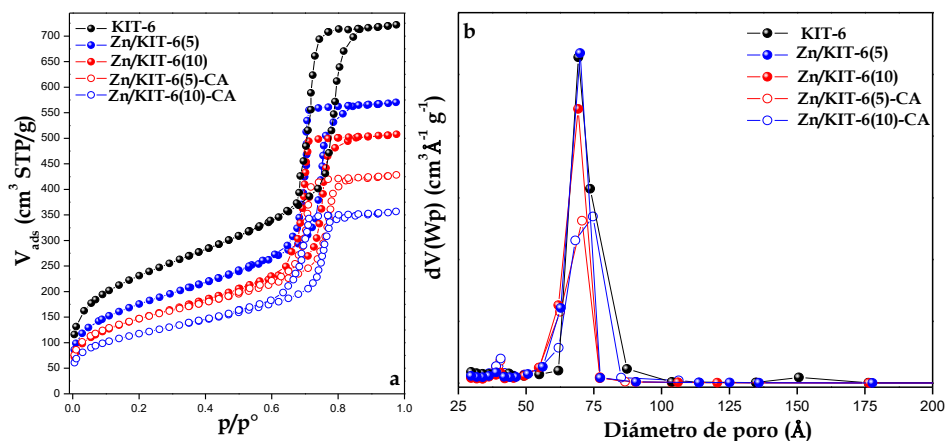 700
650
600
550
500
450
400
350
300
250
200
150
100
50
0
V_ads (cm³ STP/g)
KIT-6
Zn/KIT-6(5)
Zn/KIT-6(10)
Zn/KIT-6(5)-CA
Zn/KIT-6(10)-CA
a
0.0 0.2 0.4 0.6 0.8 1.0
p/p°
b
dV(Wp) (cm³Å⁻¹ g⁻¹)
KIT-6
Zn/KIT-6(5)
Zn/KIT-6(10)
Zn/KIT-6(5)-CA
Zn/KIT-6(10)-CA
25 50 75 100 125 150 175 200
Diámetro de poro (Å)